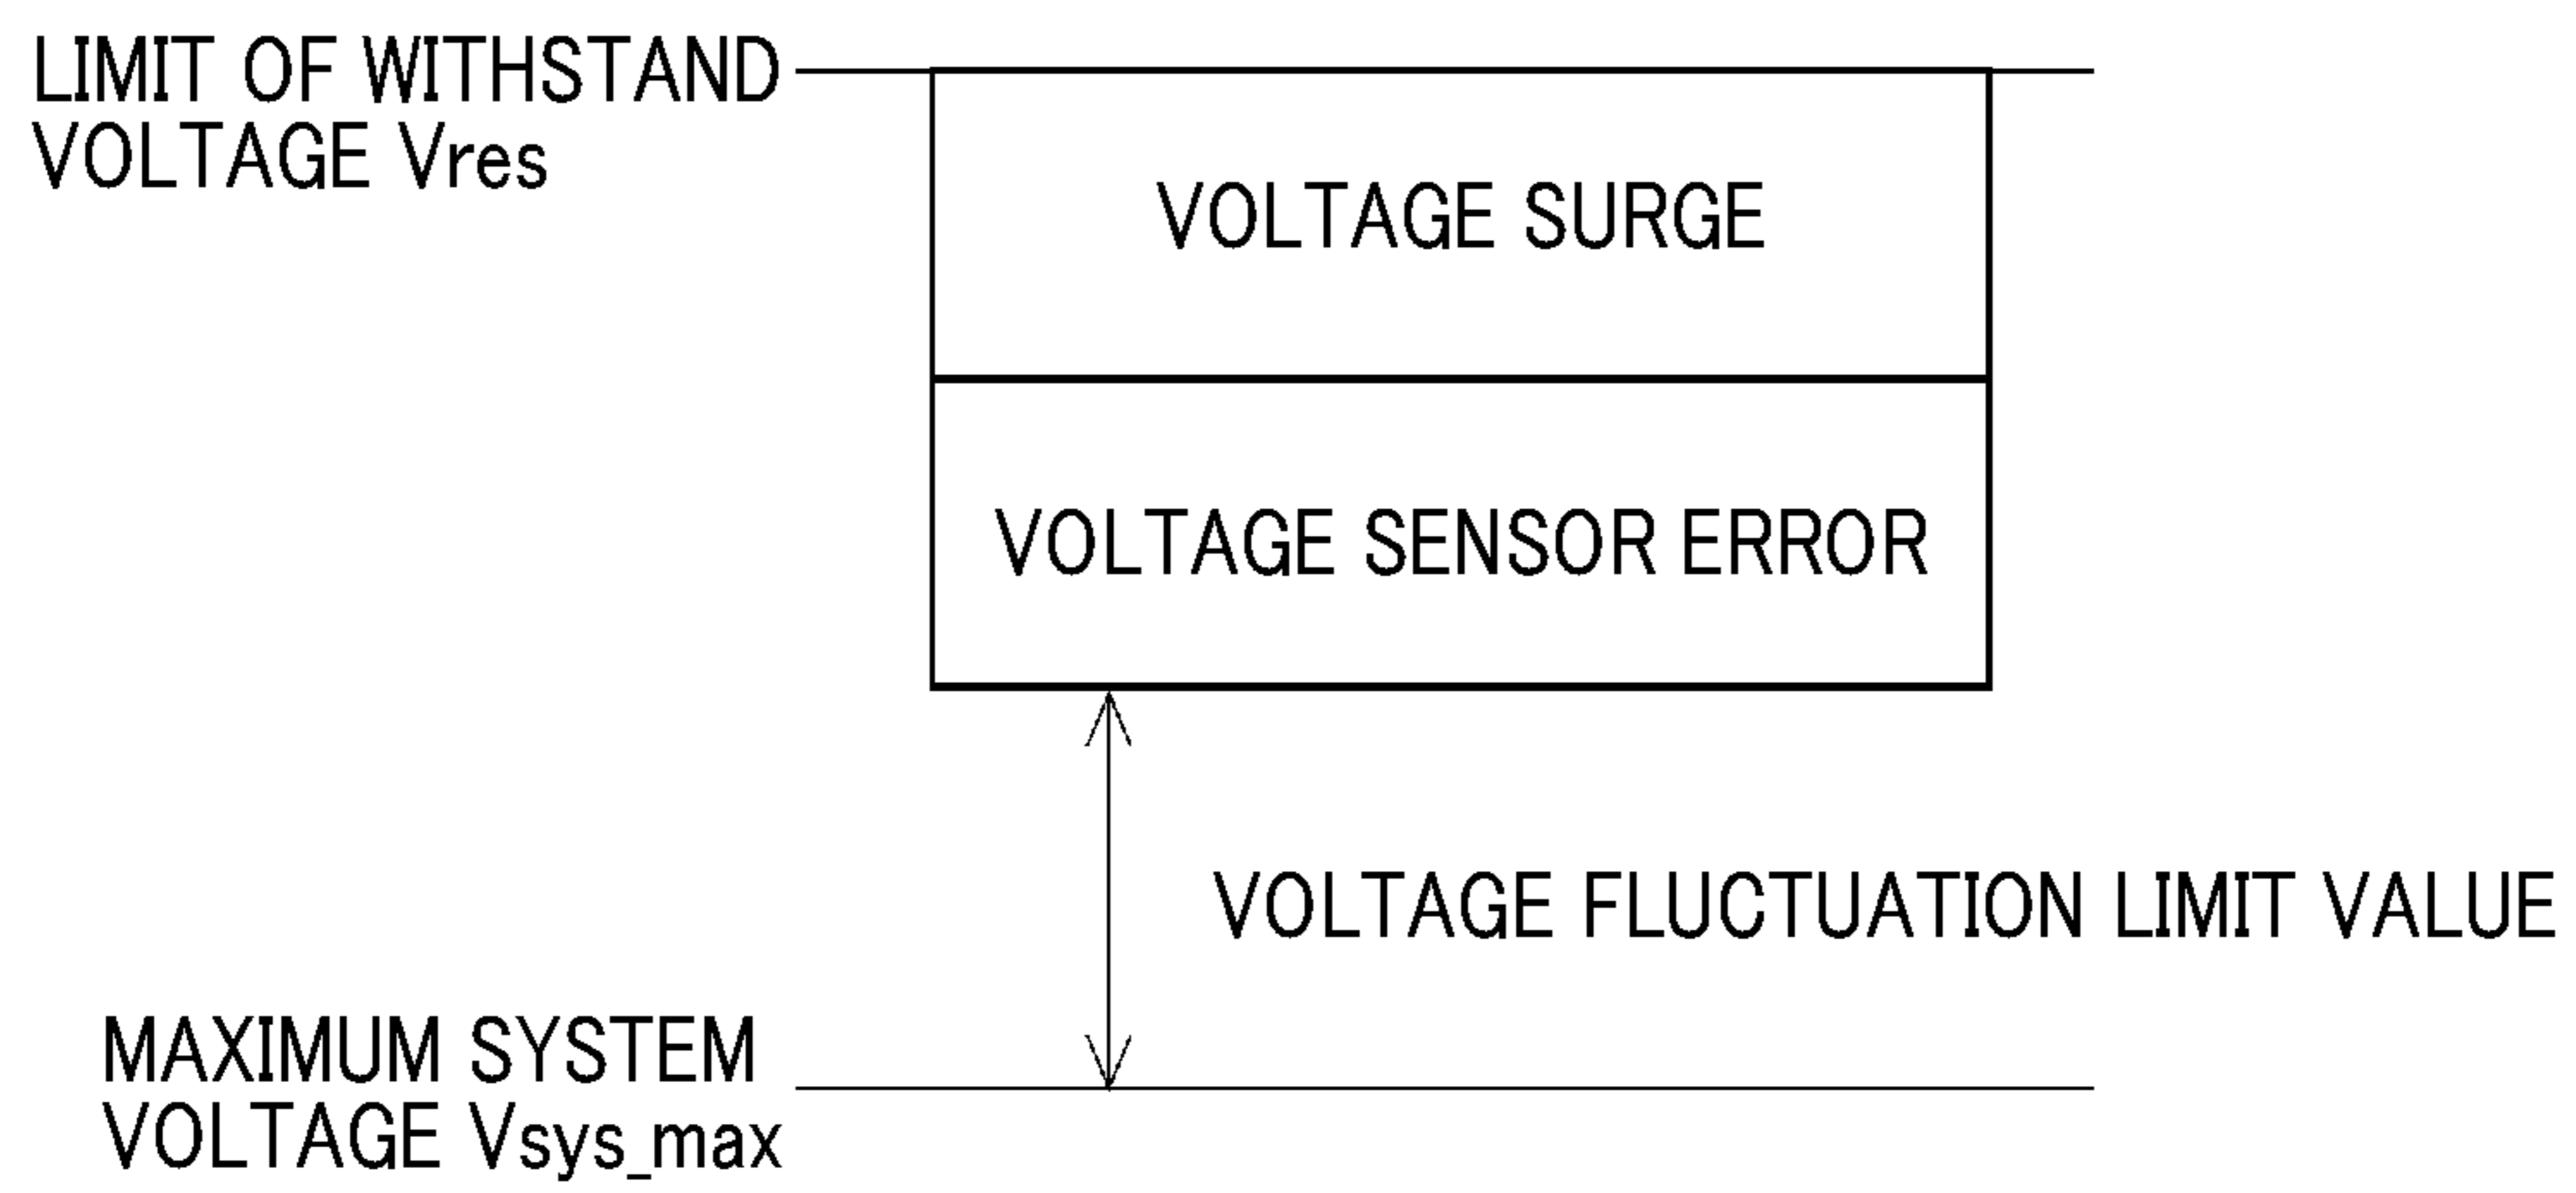 LIMIT OF WITHSTAND
VOLTAGE Vres
VOLTAGE SURGE
VOLTAGE SENSOR ERROR
VOLTAGE FLUCTUATION LIMIT VALUE
MAXIMUM SYSTEM
VOLTAGE Vsys_max